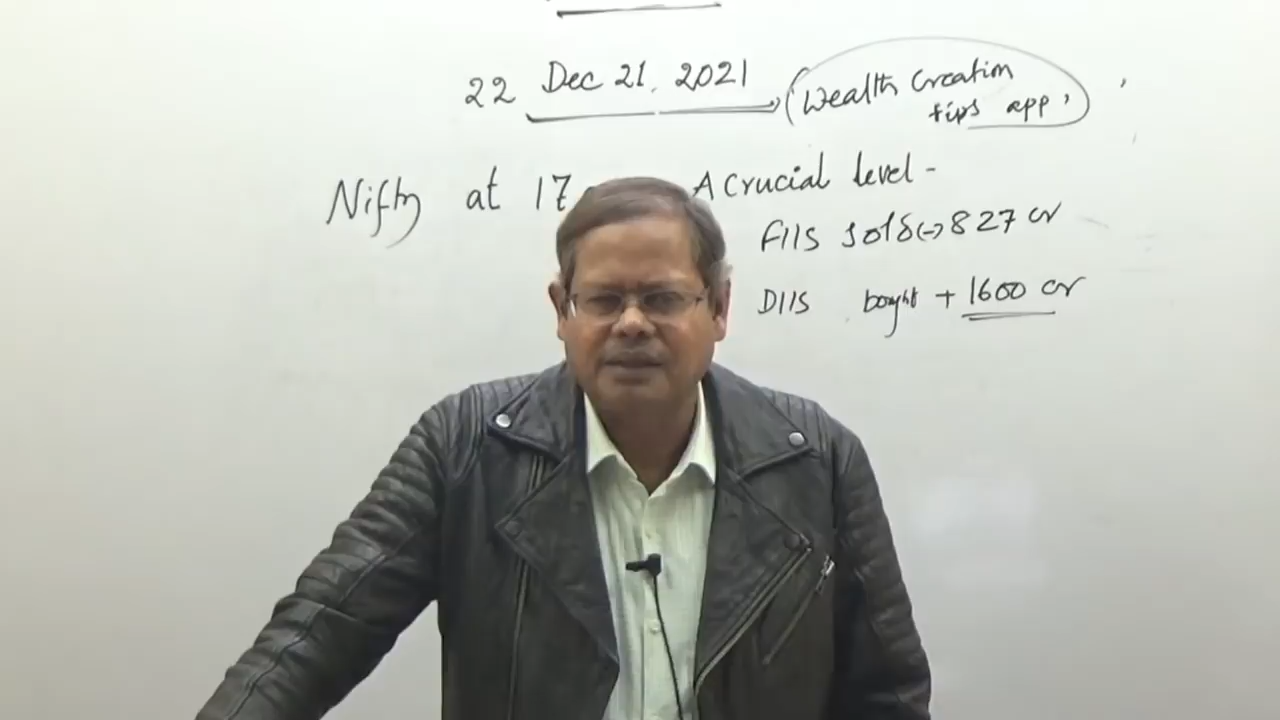 22 Dec 21, 2021 (Wealth Creation
tips app,
Nifty at 17 A Crucial level -
FIIS sold (-) 827 cr
DIIS bought + 1600 cr